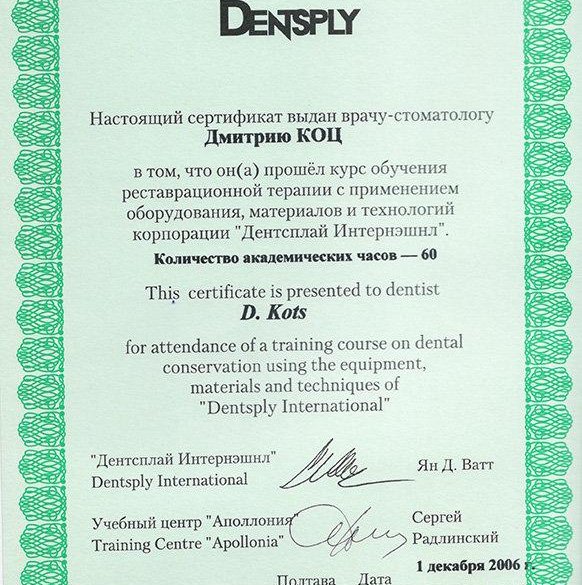 DENTSPLY
Настоящий сертификат выдан врачу-стоматологу
Дмитрию КОЦ
в том, что он(а) прошёл курс обучения
реставрационной терапии с применением
оборудования, материалов и технологий
корпорации "Дентсплай Интернэшнл".
Количество академических часов — 60
This certificate is presented to dentist
D. Kots
for attendance of a training course on dental
conservation using the equipment,
materials and techniques of
"Dentsply International"
"Дентсплай Интернэшнл"
Dentsply International
Ян Д. Ватт
Учебный центр "Аполлония"
Training Centre "Apollonia"
Сергей
Радлинский
1 декабря 2006 г.
Полтава Дата